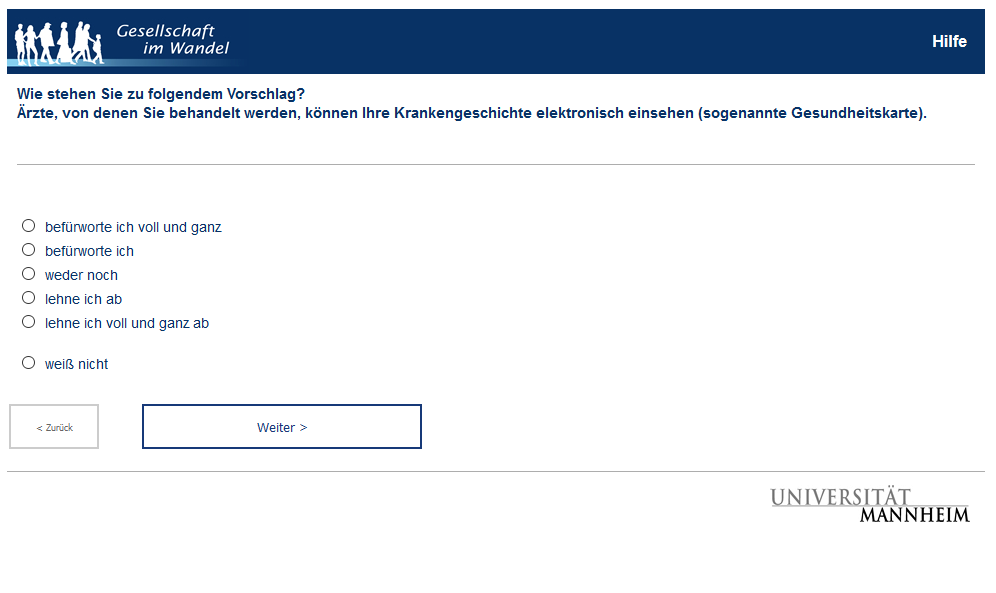 Gesellschaft
im Wandel
Hilfe
Wie stehen Sie zu folgendem Vorschlag?
Ärzte, von denen Sie behandelt werden, können Ihre Krankengeschichte elektronisch einsehen (sogenannte Gesundheitskarte).
befürworte ich voll und ganz
befürworte ich
weder noch
lehne ich ab
lehne ich voll und ganz ab
weiß nicht
< Zurück
Weiter >
UNIVERSITÄT
MANNHEIM